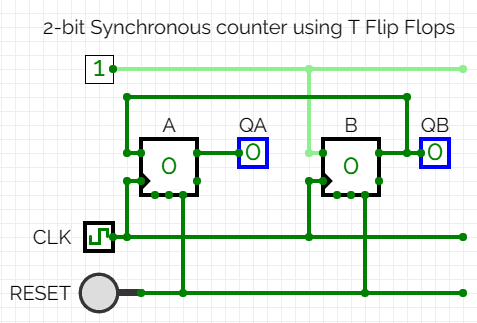 2-bit Synchronous counter using T Flip Flops
1
A QA B QB
0 0 0 0
CLK
RESET